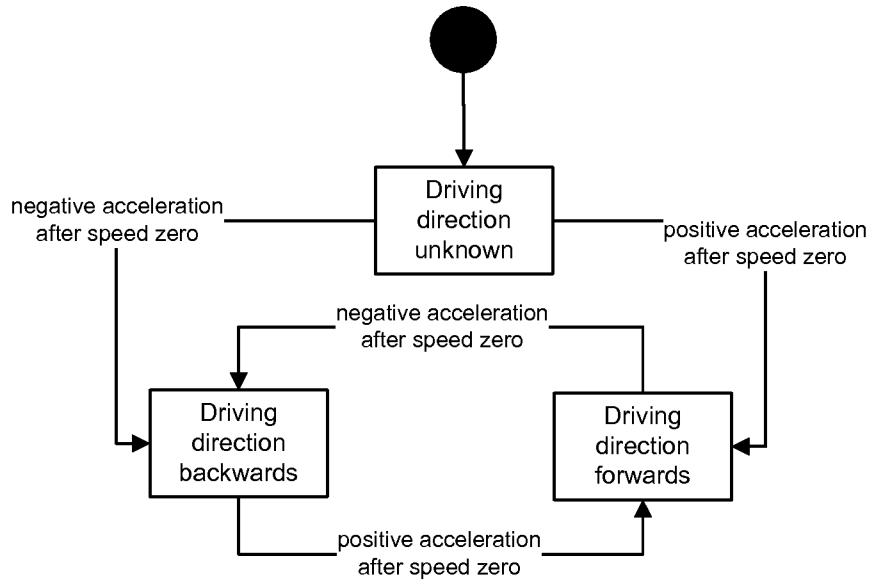 Driving
direction
unknown
negative acceleration
after speed zero
positive acceleration
after speed zero
negative acceleration
after speed zero
Driving
direction
backwards
Driving
direction
forwards
positive acceleration
after speed zero